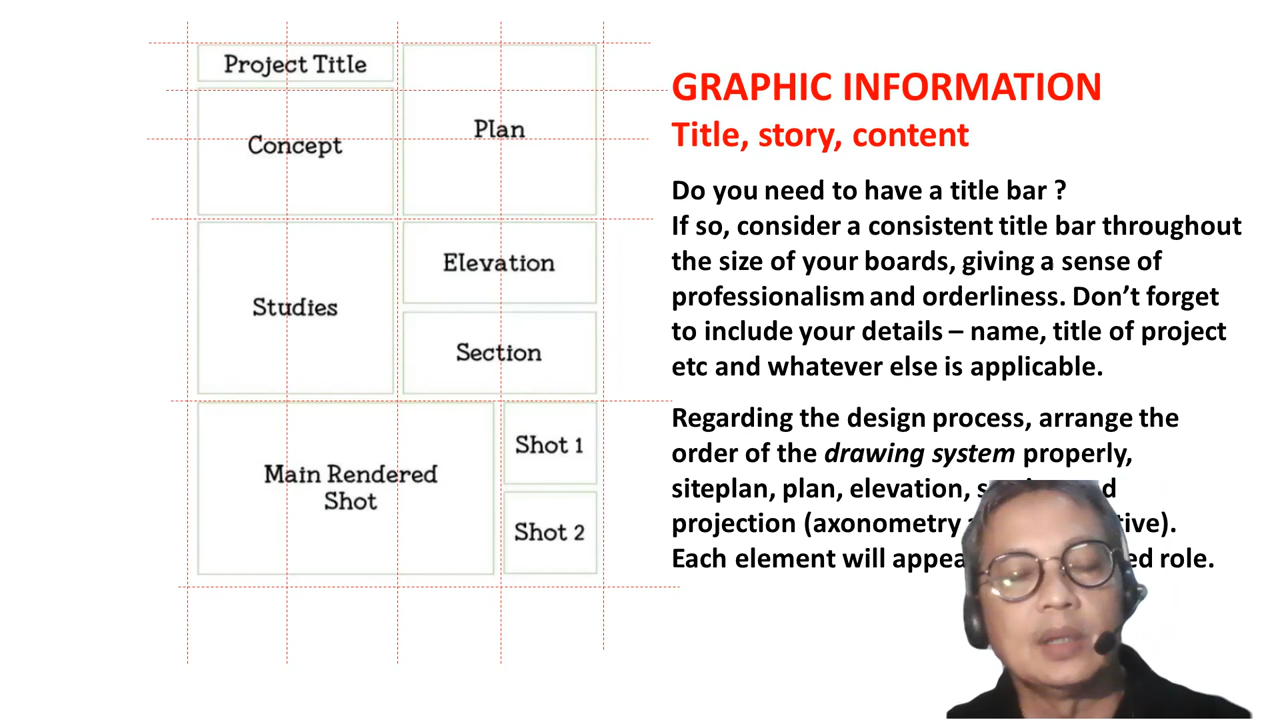 Project Title
Concept
Plan
Studies
Elevation
Section
Main Rendered
Shot
Shot 1
Shot 2
GRAPHIC INFORMATION
Title, story, content
Do you need to have a title bar ?
If so, consider a consistent title bar throughout
the size of your boards, giving a sense of
professionalism and orderliness. Don’t forget
to include your details – name, title of project
etc and whatever else is applicable.
Regarding the design process, arrange the
order of the drawing system properly,
siteplan, plan, elevation,
projection (axonometry
Each element will role.